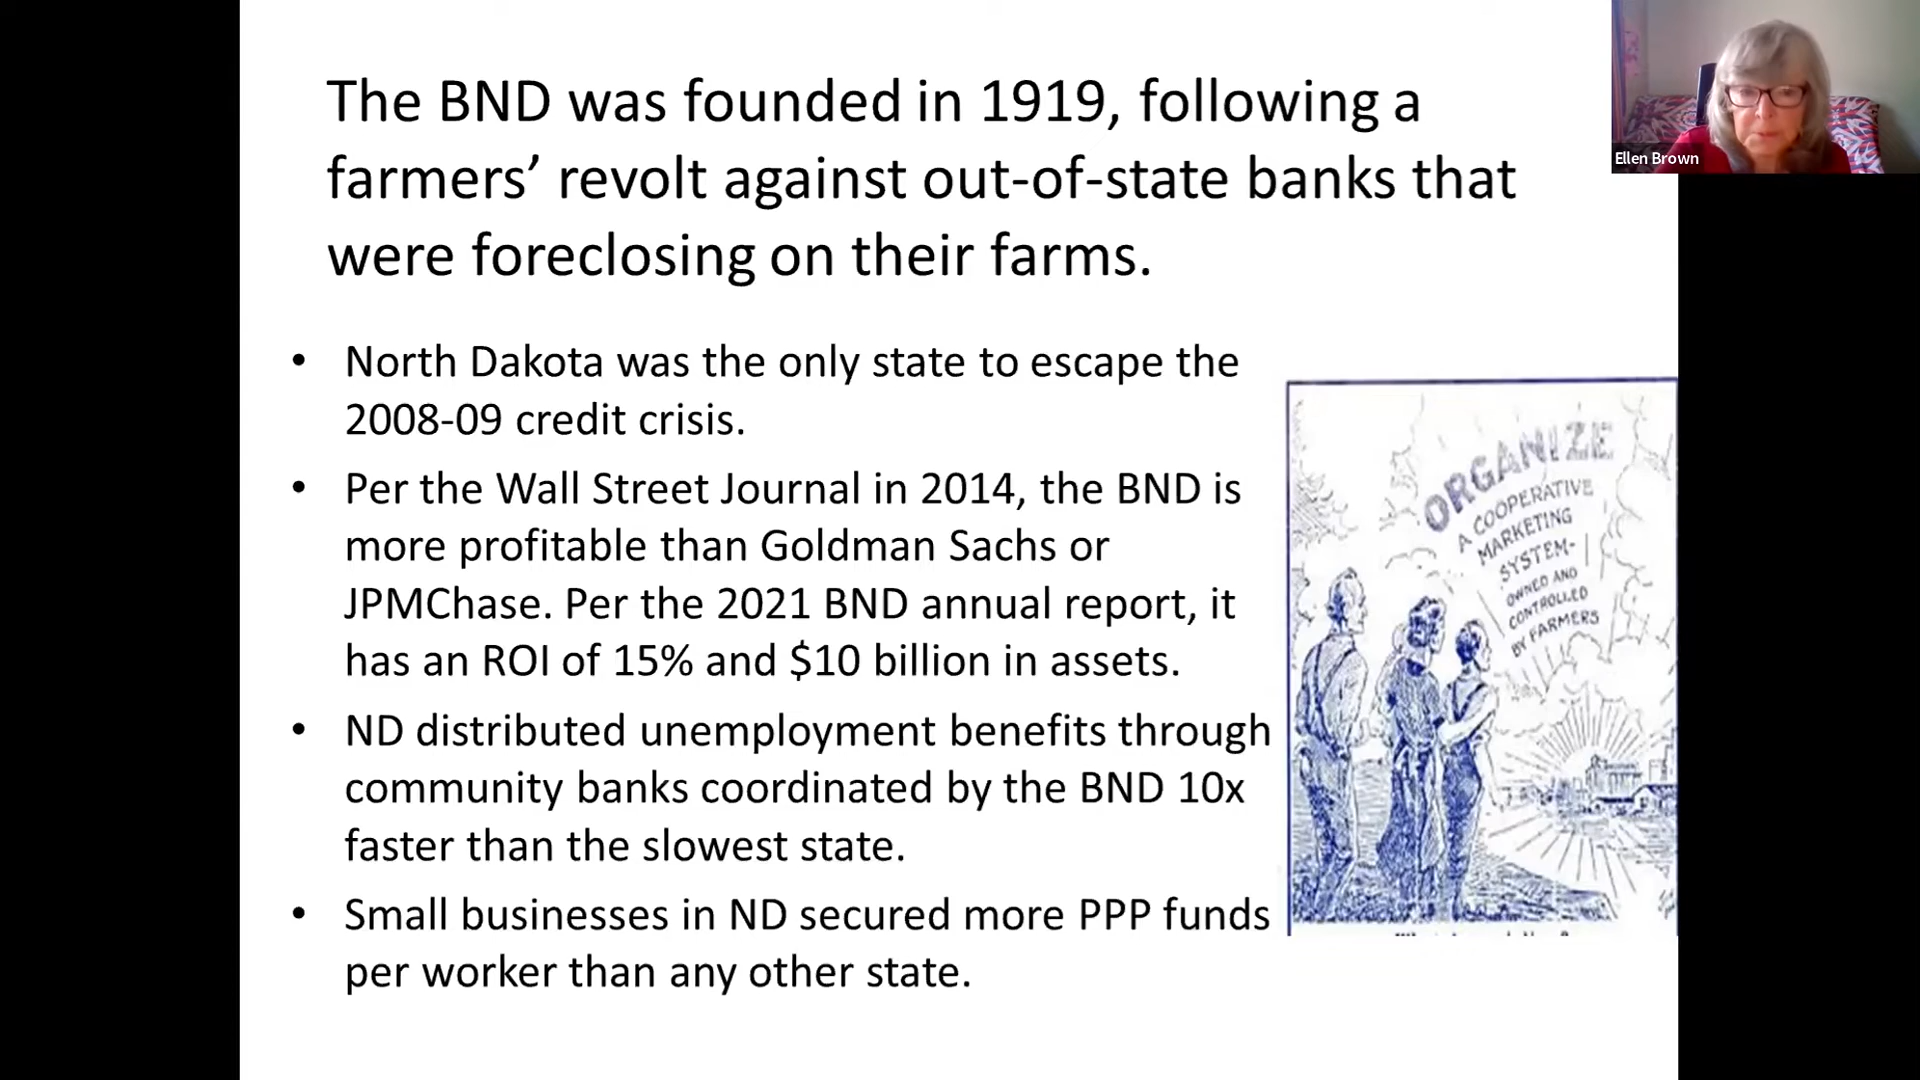 The BND was founded in 1919, following a
farmers’ revolt against out-of-state banks that
were foreclosing on their farms.
Ellen Brown
• North Dakota was the only state to escape the
2008-09 credit crisis.
• Per the Wall Street Journal in 2014, the BND is
more profitable than Goldman Sachs or
JPMChase. Per the 2021 BND annual report, it
has an ROI of 15% and $10 billion in assets.
• ND distributed unemployment benefits through
community banks coordinated by the BND 10x
faster than the slowest state.
• Small businesses in ND secured more PPP funds
per worker than any other state.
ORGANIZE
A COOPERATIVE
MARKETING
SYSTEM-
OWNED AND
CONTROLLED
BY FARMERS